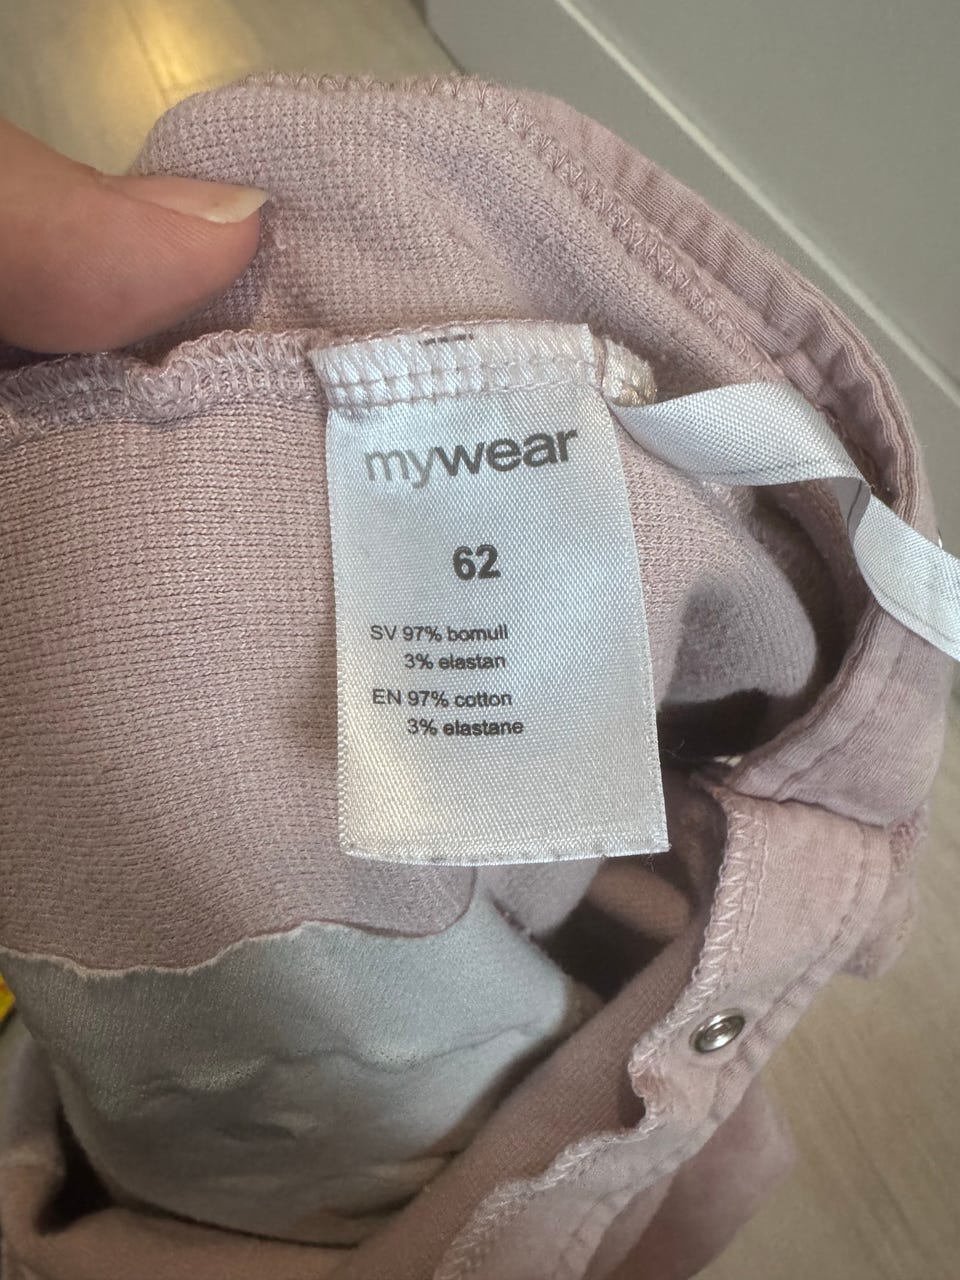 mywear
62
SV 97% bomull
3% elastan
EN 97% cotton
3% elastane